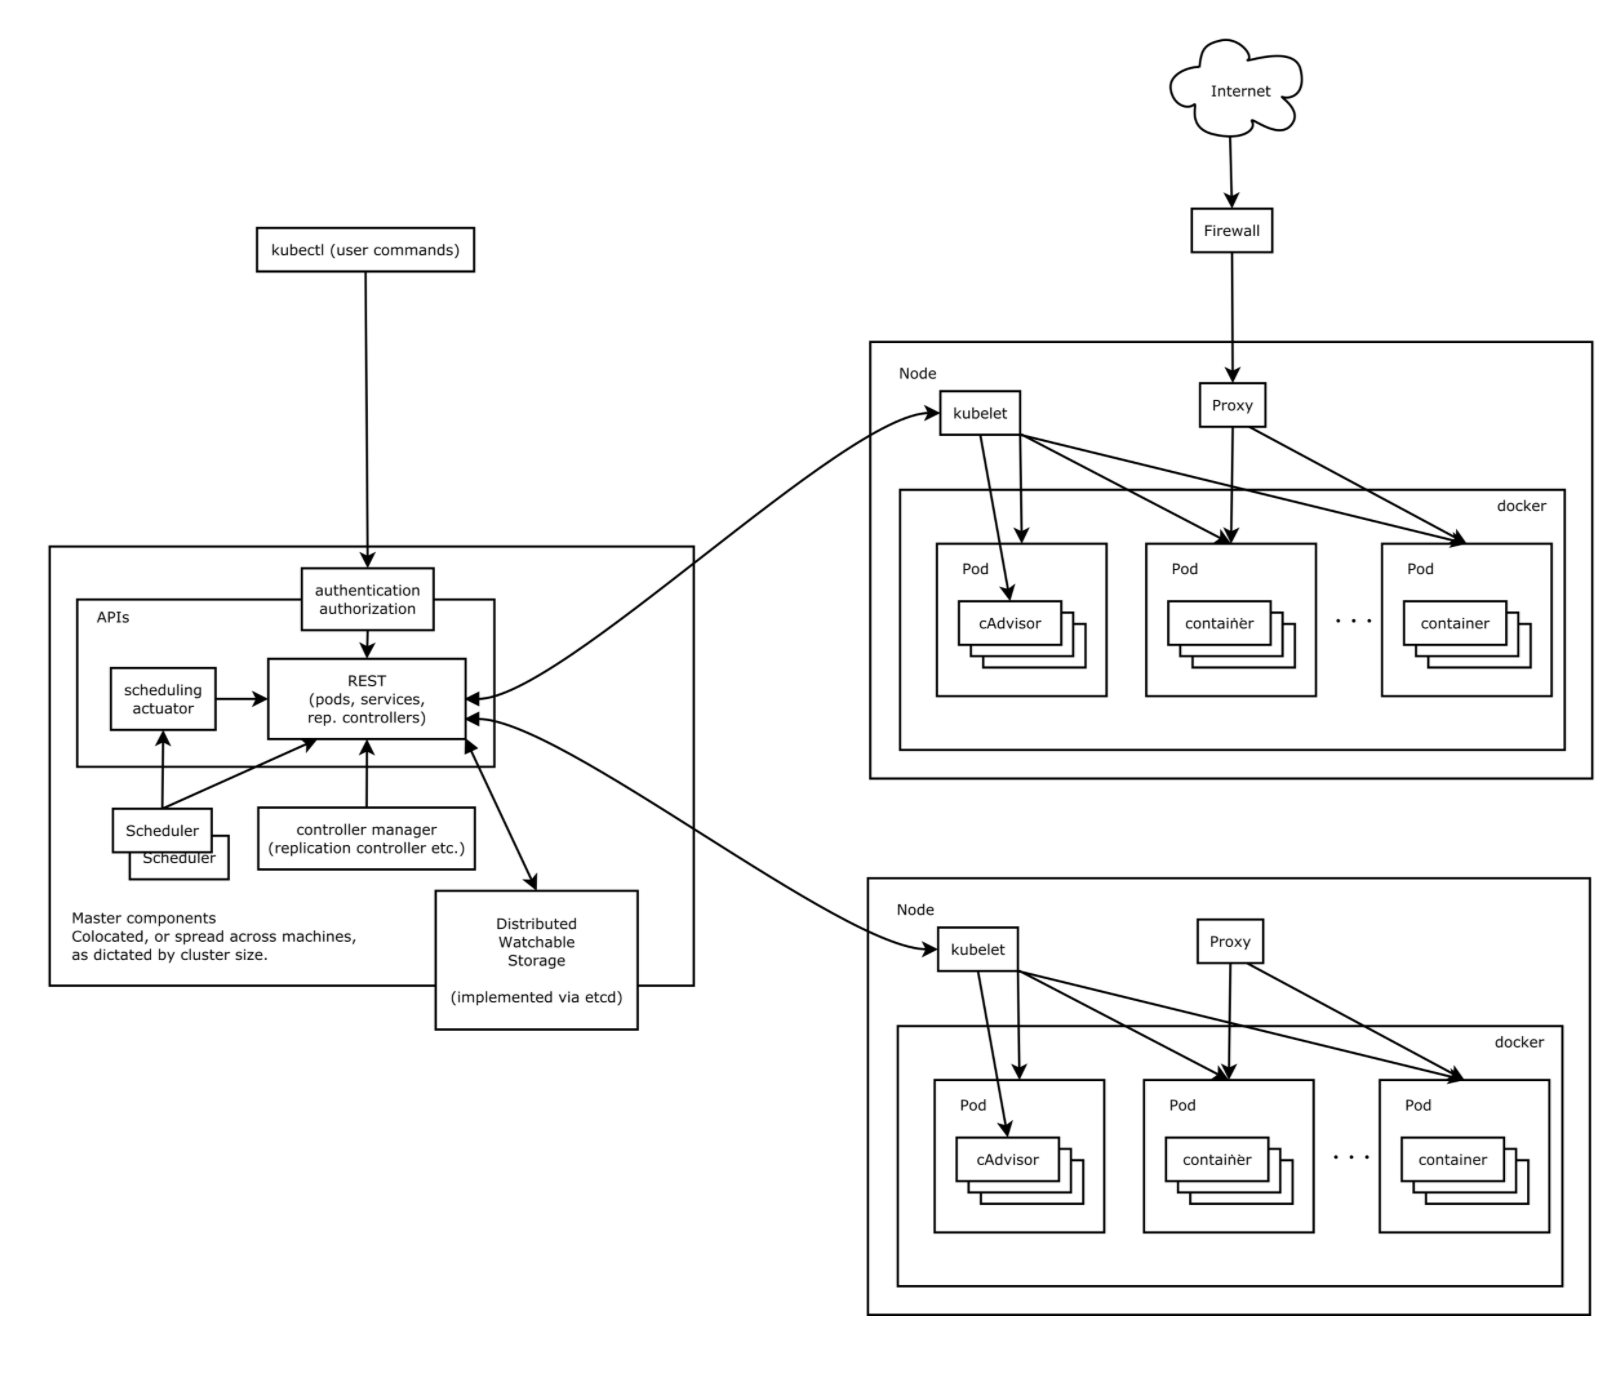 Internet
Firewall
kubectl (user commands)
Node
kubelet
Proxy
docker
Pod
cAdvisor
Pod
container
. . .
Pod
container
authentication
authorization
APIs
scheduling
actuator
REST
(pods, services,
rep. controllers)
Scheduler
Scheduler
controller manager
(replication controller etc.)
Master components
Colocated, or spread across machines,
as dictated by cluster size.
Distributed
Watchable
Storage
(implemented via etcd)
Node
kubelet
Proxy
docker
Pod
cAdvisor
Pod
container
. . .
Pod
container